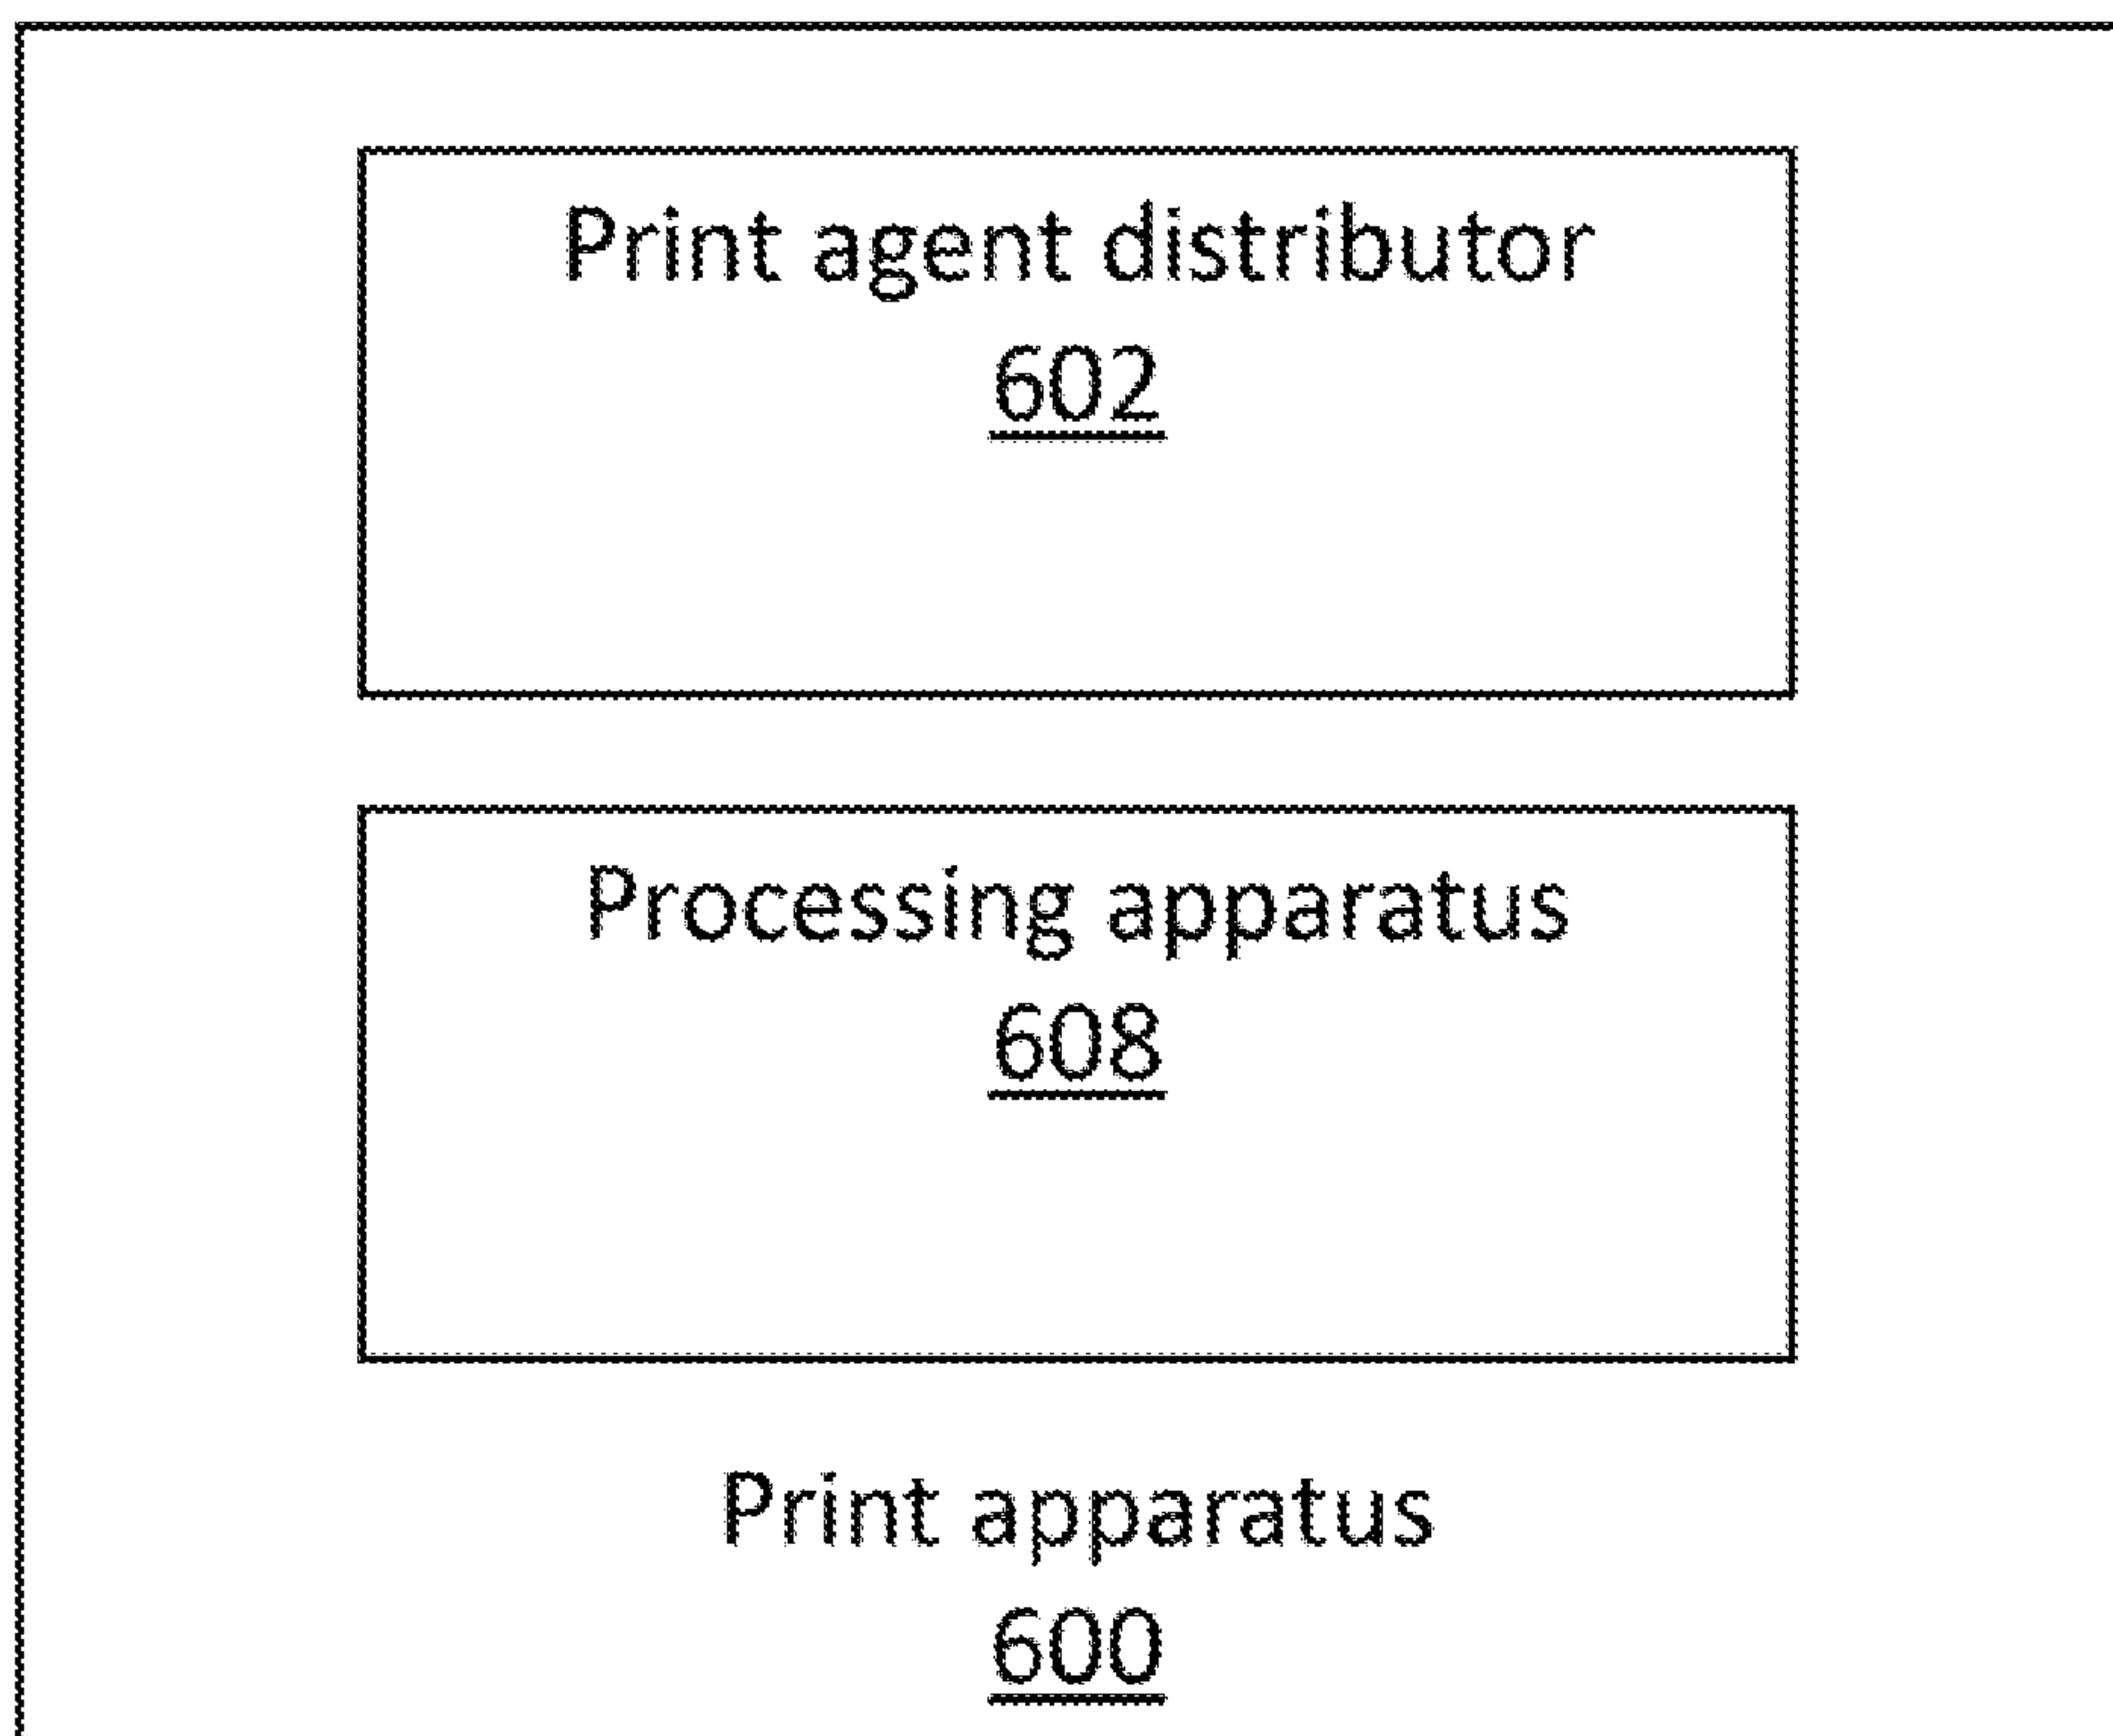 Print agent distributor
602
Processing apparatus
608
Print apparatus
600